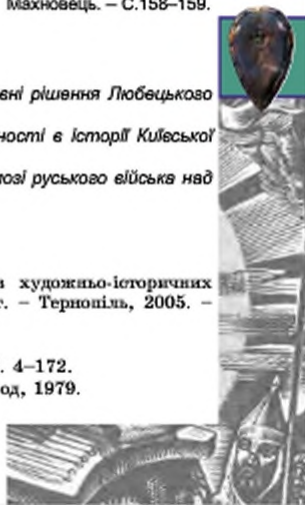 Махновець. – С.158–159.
вні рішення Любецького
ності в історії Київської
позі руського війська над
в художньо-історичних
т. – Тернопіль, 2005. –
. 4–172.
од, 1979.